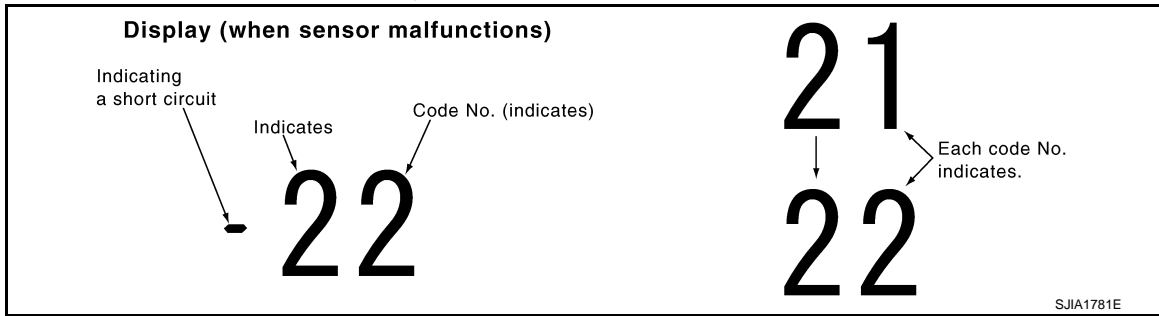 Display (when sensor malfunctions)
Indicating
a short circuit
Indicates
Code No. (indicates)
- 22
21
22
Each code No.
indicates.
SJIA1781E